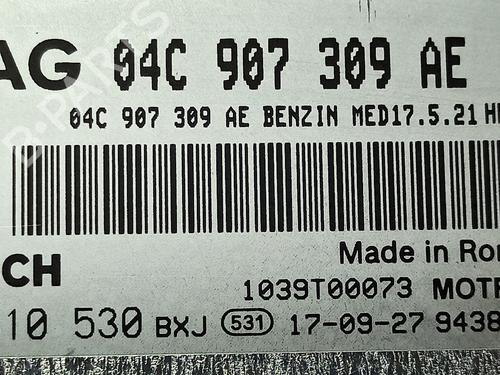 AG 04C 907 309 AE
04C 907 309 AE BENZIN MED17.5.21 H
CH Made in Ro
1039T00073 MOT
10 530 BXJ 531 17-09-27 9438
B-PARTS